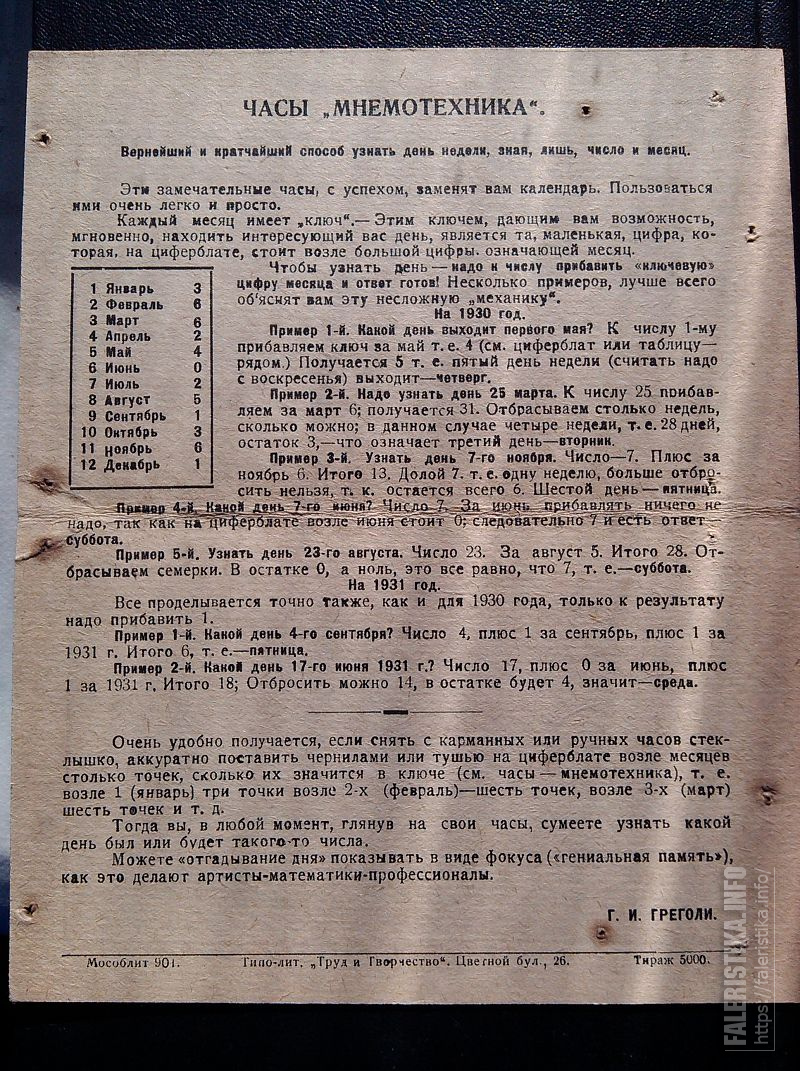 ЧАСЫ „МНЕМОТЕХНИКА“.
Вернейший и кратчайший способ узнать день недели, зная, лишь, число и месяц.
Эти замечательные часы, с успехом, заменят вам календарь. Пользоваться
ими очень легко и просто.
Каждый месяц имеет „ключ“.— Этим ключем, дающим вам возможность,
мгновенно, находить интересующий вас день, является та, маленькая, цифра, ко-
торая, на циферблате, стоит возле большой цифры, означающей месяц.
1 Январь 3
2 Февраль 6
3 Март 6
4 Апрель 2
5 Май 4
6 Июнь 0
7 Июль 2
8 Август 5
9 Сентябрь 1
10 Октябрь 3
11 Ноябрь 6
12 Декабрь 1
Чтобы узнать день—надо к числу прибавить «ключевую»
цифру месяца и ответ готов! Несколько примеров, лучше всего
об'яснят вам эту несложную „механику“.
На 1930 год.
Пример 1-й. Какой день выходит первого мая? К числу 1-му
прибавляем ключ за май т. е. 4 (см. циферблат или таблицу—
рядом.) Получается 5 т. е. пятый день недели (считать надо
с воскресенья) выходит—четверг.
Пример 2-й. Надо узнать день 25 марта. К числу 25 прибав-
ляем за март 6; получается 31. Отбрасываем столько недель,
сколько можно; в данном случае четыре недели, т. е. 28 дней,
остаток 3,—что означает третий день—вторник.
Пример 3-й. Узнать день 7-го ноября. Число—7. Плюс за
ноябрь 6. Итого 13. Долой 7. т. е. одну неделю, больше отбро-
сить нельзя, т. к. остается всего 6. Шестой день — пятница.
Пример 4-й. Какой день 7-го июня? Число 7. За июнь прибавлять ничего не
надо, так как на циферблате возле июня стоит 0; следовательно 7 и есть ответ—
суббота.
Пример 5-й. Узнать день 23-го августа. Число 23. За август 5. Итого 28. От-
брасываем семерки. В остатке 0, а ноль, это все равно, что 7, т. е.—суббота.
На 1931 год.
Все проделывается точно также, как и для 1930 года, только к результату
надо прибавить 1.
Пример 1-й. Какой день 4-го сентября? Число 4, плюс 1 за сентябрь, плюс 1 за
1931 г. Итого 6, т. е.—пятница.
Пример 2-й. Какой день 17-го июня 1931 г.? Число 17, плюс 0 за июнь, плюс
1 за 1931 г. Итого 18; Отбросить можно 14, в остатке будет 4, значит—среда.
Очень удобно получается, если снять с карманных или ручных часов стек-
лышко, аккуратно поставить чернилами или тушью на циферблате возле месяцев
столько точек, сколько их значится в ключе (см. часы — мнемотехника), т. е.
возле 1 (январь) три точки возле 2-х (февраль)—шесть точек, возле 3-х (март)
шесть точек и т. д.
Тогда вы, в любой момент, глянув на свои часы, сумеете узнать какой
день был или будет такого-то числа.
Можете «отгадывание дня» показывать в виде фокуса («гениальная память»),
как это делают артисты-математики-профессионалы.
Г. И. ГРЕГОЛИ.
Мособлит 901. Типо-лит. „Труд и Творчество“. Цветной бул., 26. Тираж 5000.
FALERISTIKA.INFO
https://faleristika.info/